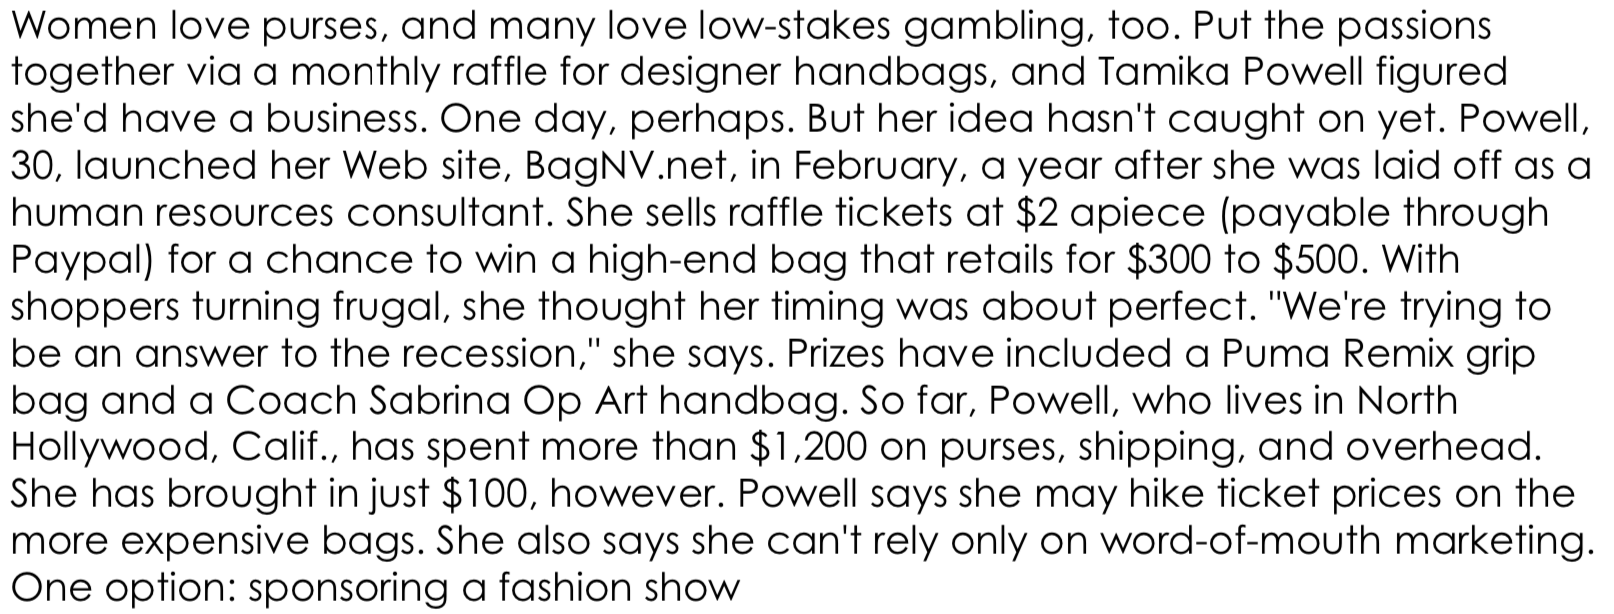 Women love purses, and many love low-stakes gambling, too. Put the passions
together via a monthly raffle for designer handbags, and Tamika Powell figured
she'd have a business. One day, perhaps. But her idea hasn't caught on yet. Powell,
30, launched her Web site, BagNV.net, in February, a year after she was laid off as a
human resources consultant. She sells raffle tickets at $2 apiece (payable through
Paypal) for a chance to win a high-end bag that retails for $300 to $500. With
shoppers turning frugal, she thought her timing was about perfect. "We're trying to
be an answer to the recession," she says. Prizes have included a Puma Remix grip
bag and a Coach Sabrina Op Art handbag. So far, Powell, who lives in North
Hollywood, Calif., has spent more than $1,200 on purses, shipping, and overhead.
She has brought in just $100, however. Powell says she may hike ticket prices on the
more expensive bags. She also says she can't rely only on word-of-mouth marketing.
One option: sponsoring a fashion show